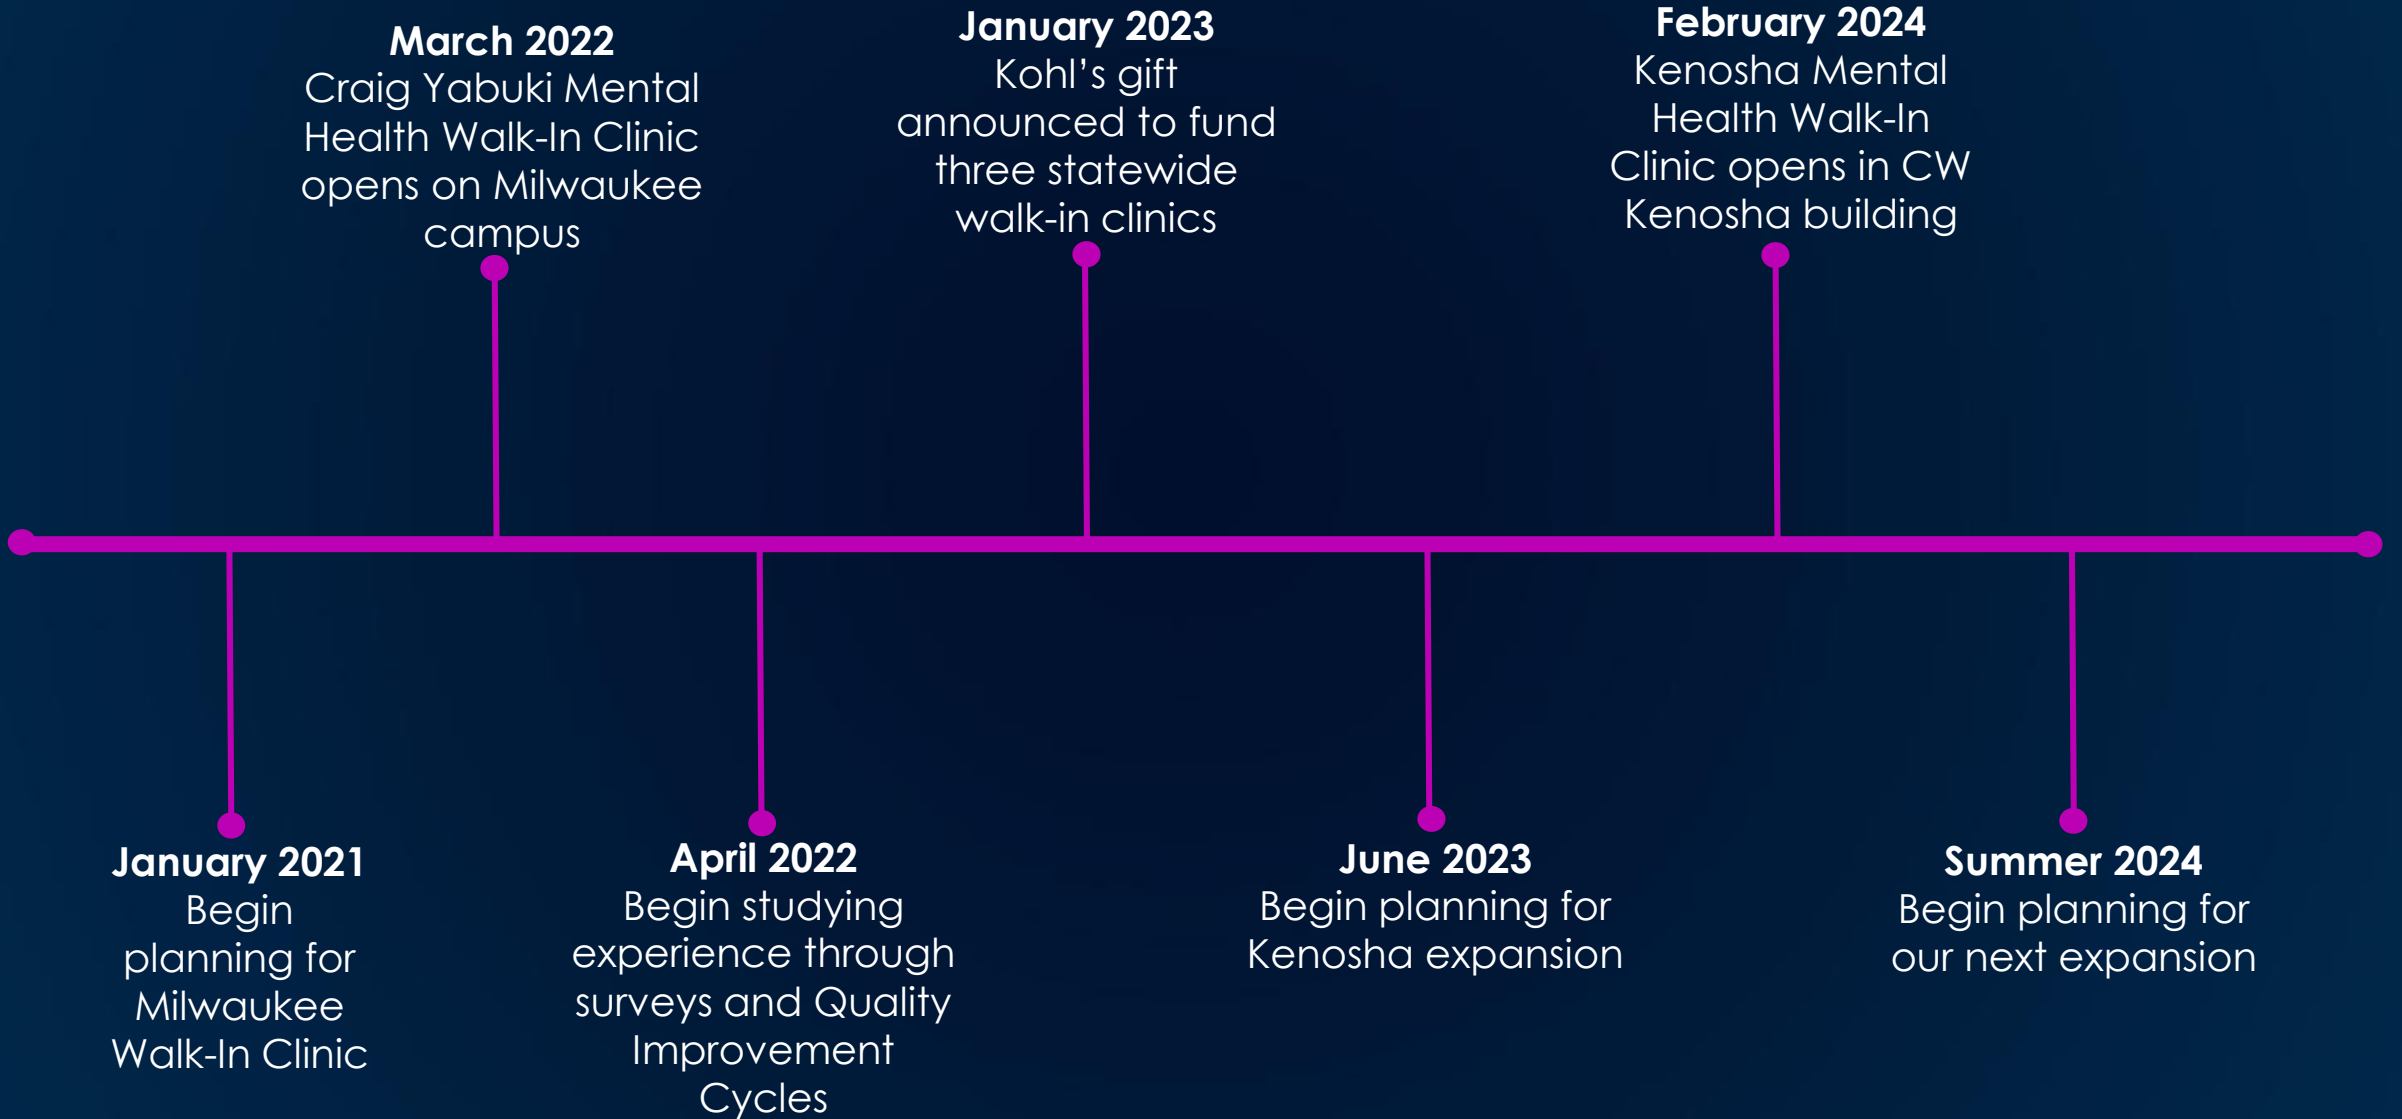 March 2022
Craig Yabuki Mental
Health Walk-In Clinic
opens on Milwaukee
campus
January 2023
Kohl’s gift
announced to fund
three statewide
walk-in clinics
February 2024
Kenosha Mental
Health Walk-In
Clinic opens in CW
Kenosha building
January 2021
Begin
planning for
Milwaukee
Walk-In Clinic
April 2022
Begin studying
experience through
surveys and Quality
Improvement
Cycles
June 2023
Begin planning for
Kenosha expansion
Summer 2024
Begin planning for
our next expansion